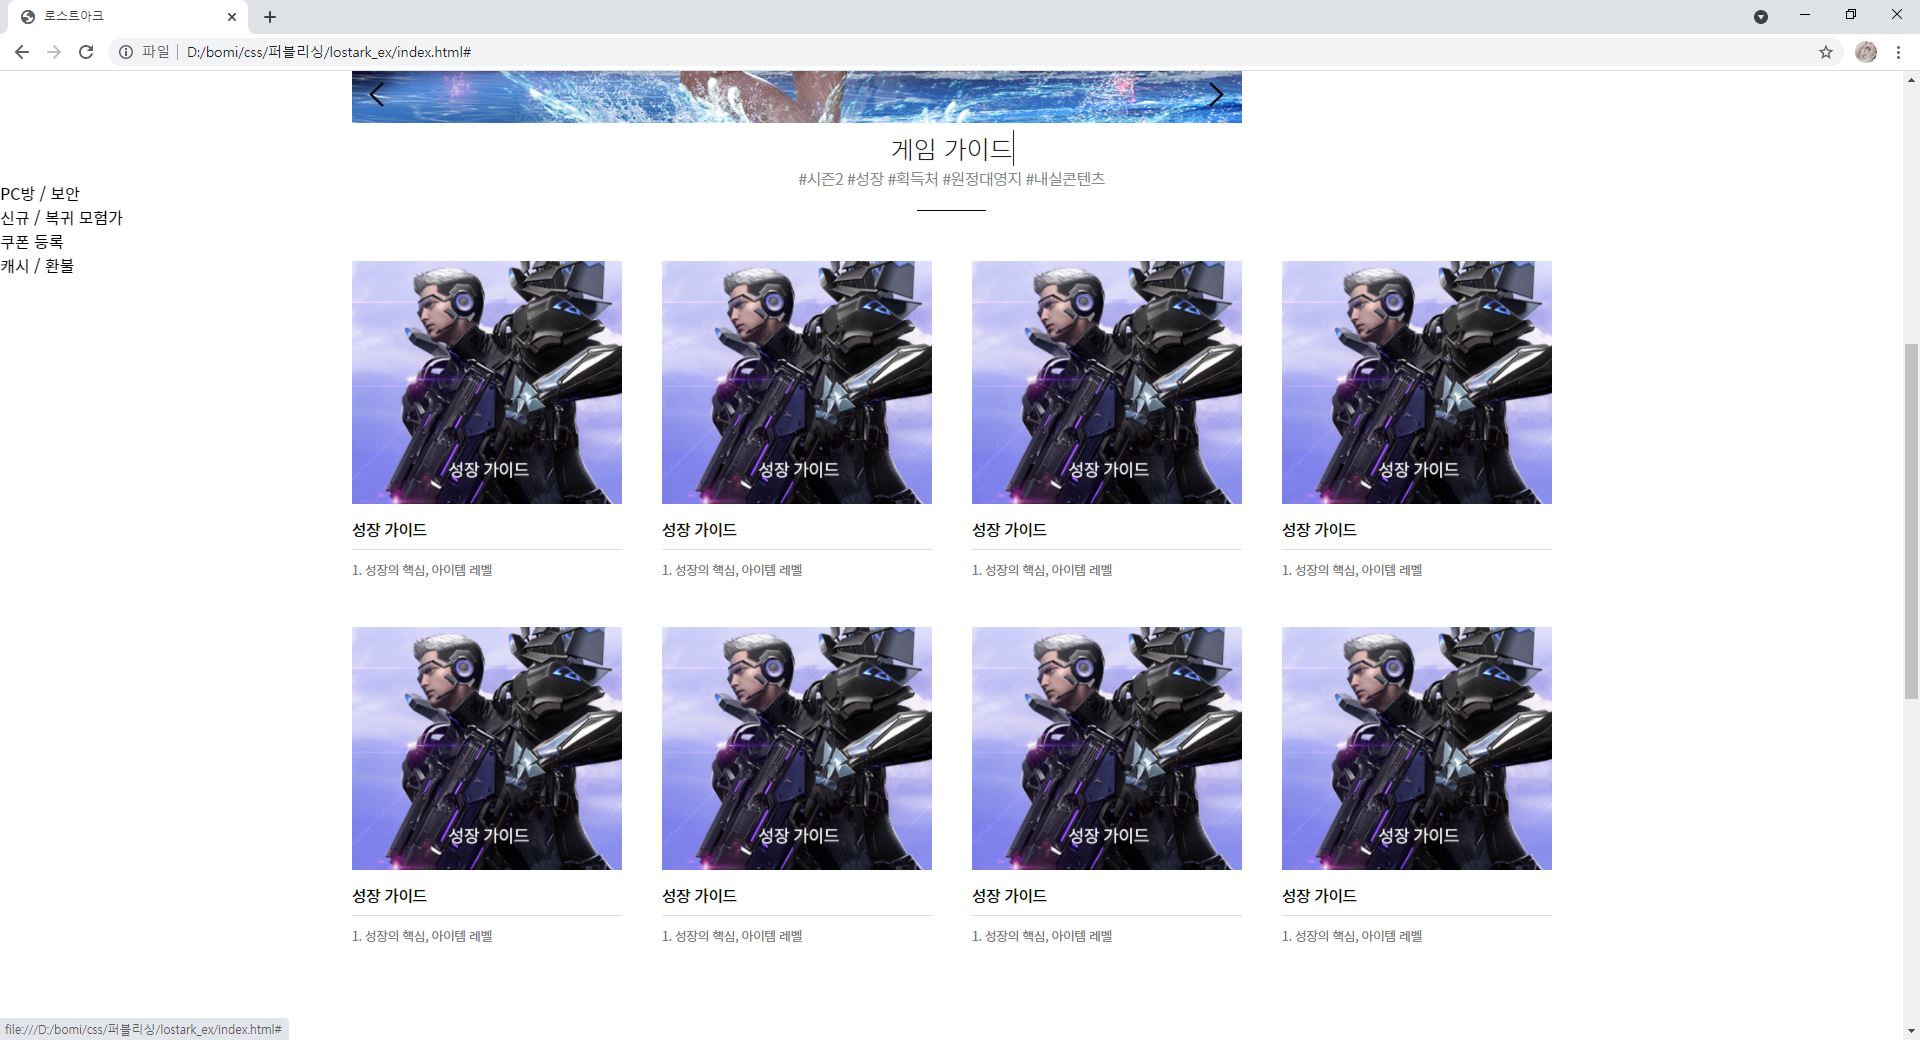 로스트아크
파일 D:/bomi/css/퍼블리싱/lostark_ex/index.html#
게임 가이드
#시즌2 #성장 #획득처 #원정대영지 #내실콘텐츠
PC방 / 보안
신규 / 복귀 모험가
쿠폰 등록
캐시 / 환불
성장 가이드 성장 가이드 성장 가이드 성장 가이드
성장 가이드 성장 가이드 성장 가이드 성장 가이드
1. 성장의 핵심, 아이템 레벨 1. 성장의 핵심, 아이템 레벨 1. 성장의 핵심, 아이템 레벨 1. 성장의 핵심, 아이템 레벨
성장 가이드 성장 가이드 성장 가이드 성장 가이드
성장 가이드 성장 가이드 성장 가이드 성장 가이드
1. 성장의 핵심, 아이템 레벨 1. 성장의 핵심, 아이템 레벨 1. 성장의 핵심, 아이템 레벨 1. 성장의 핵심, 아이템 레벨
file:///D:/bomi/css/퍼블리싱/lostark_ex/index.html#